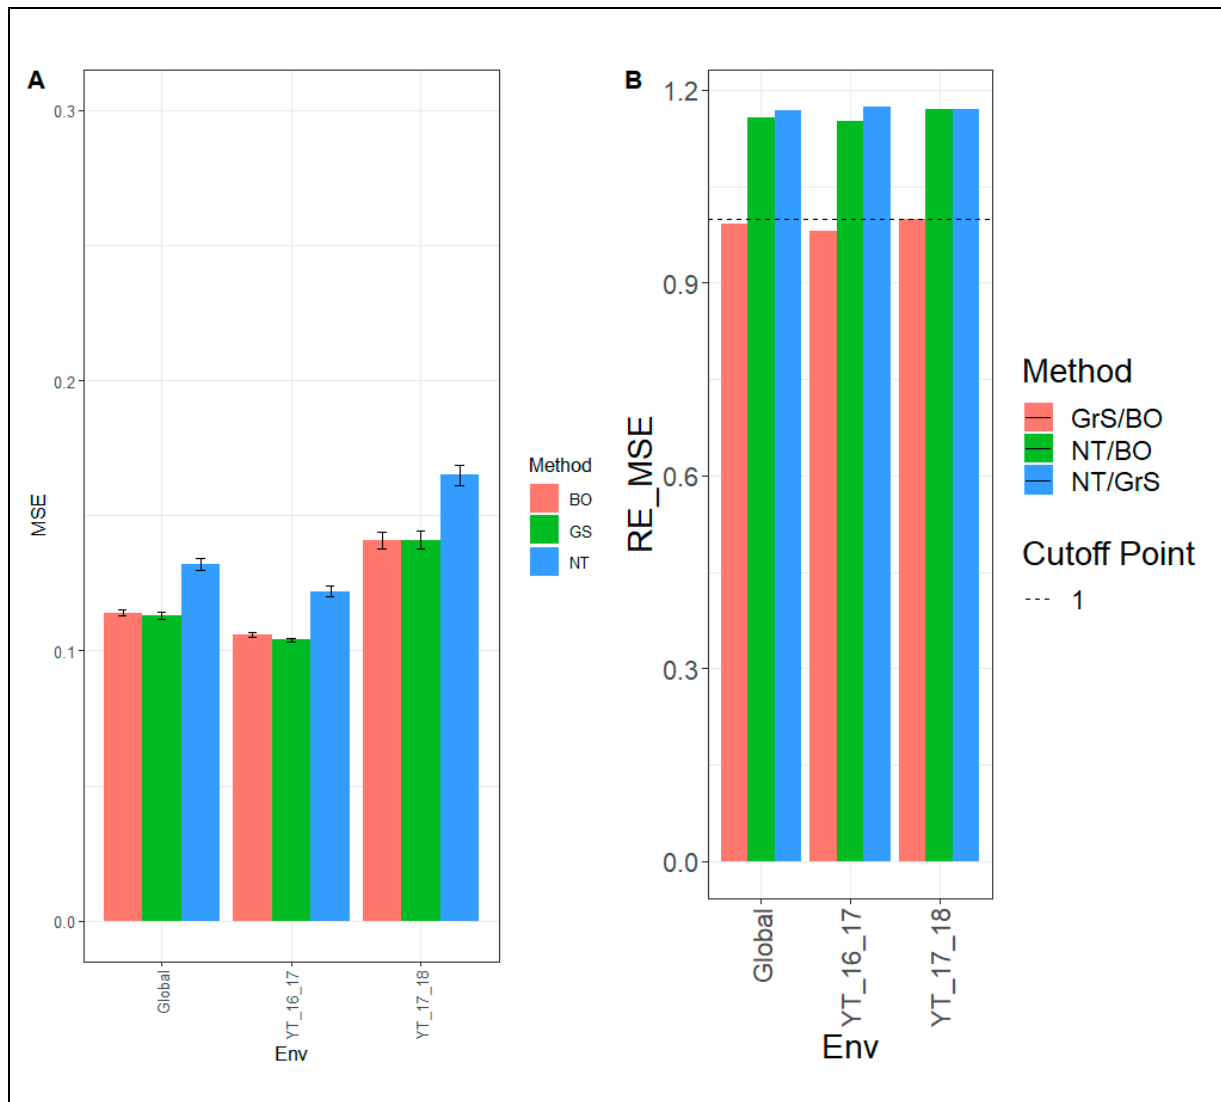 A
0.3
0.2
0.1
0.0
MSE
Global
YT_16_17
YT_17_18
Env
Method
BO
GS
NT
B
1.2
0.9
0.6
0.3
0.0
RE_MSE
Global
YT_16_17
YT_17_18
Env
Method
GrS/BO
NT/BO
NT/GrS
Cutoff Point
1